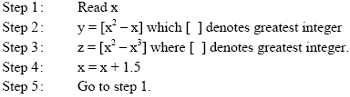 Step 1: Read x
Step 2: y = [x² – x] which [ ] denotes greatest integer
Step 3: z = [x² – x³] where [ ] denotes greatest integer.
Step 4: x = x + 1.5
Step 5: Go to step 1.